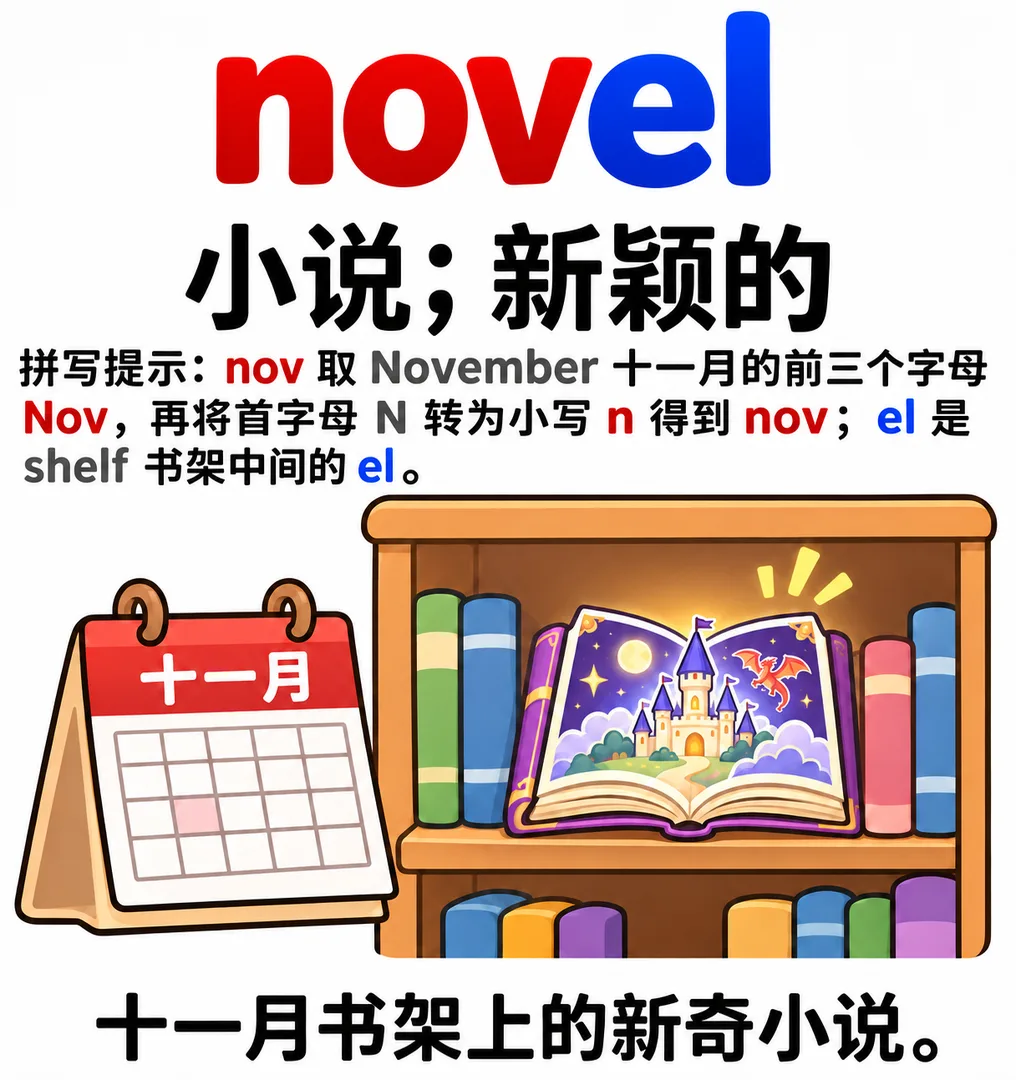 novel
小说；新颖的
拼写提示：nov 取 November 十一月的前三个字母
Nov，再将首字母 N 转为小写 n 得到 nov；el 是
shelf 书架中间的 el。
十一月
十一月书架上的新奇小说。